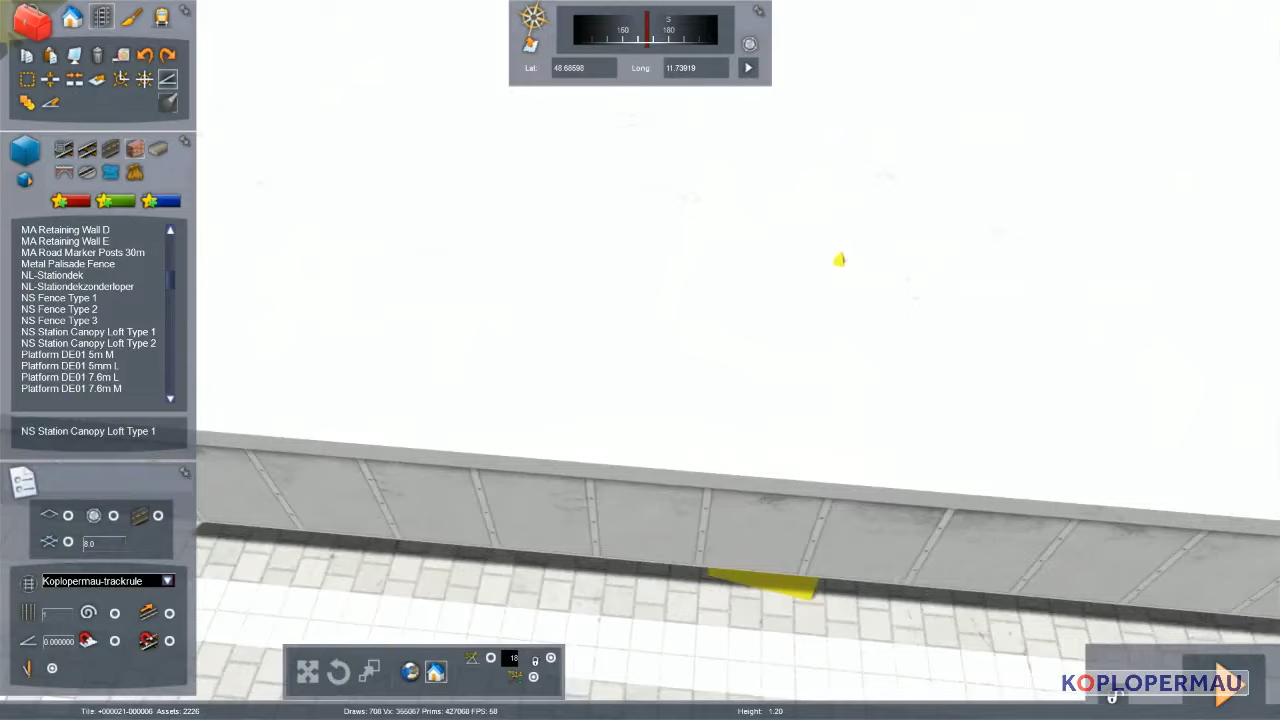 S
150
180
Lat:
48.68598
Long:
11.73919
MA Retaining Wall D
MA Retaining Wall E
MA Road Marker Posts 30m
Metal Palisade Fence
NL-Stationdek
NL-Stationdekzonderloper
NS Fence Type 1
NS Fence Type 2
NS Fence Type 3
NS Station Canopy Loft Type 1
NS Station Canopy Loft Type 2
Platform DE01 5m M
Platform DE01 5mm L
Platform DE01 7.6m L
Platform DE01 7.6m M
NS Station Canopy Loft Type 1
8.0
Koplopermau-trackrule
1
0.000000
18
KOPLOPERMAU
Tile: +000021-000006 Assets: 2226
Draws: 708 Vx: 355067 Prims: 427068 FPS: 58
Height: 1.20